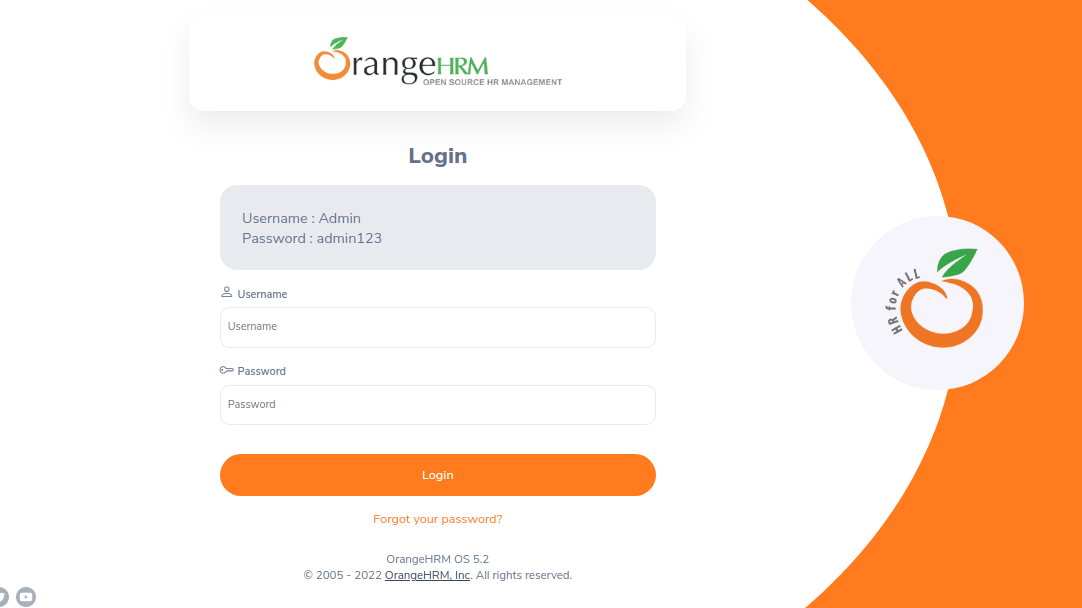 OrangeHRM
OPEN SOURCE HR MANAGEMENT
Login
Username : Admin
Password : admin123
Username
Username
Password
Password
Login
Forgot your password?
OrangeHRM OS 5.2
© 2005 - 2022 OrangeHRM, Inc. All rights reserved.
HR for ALL